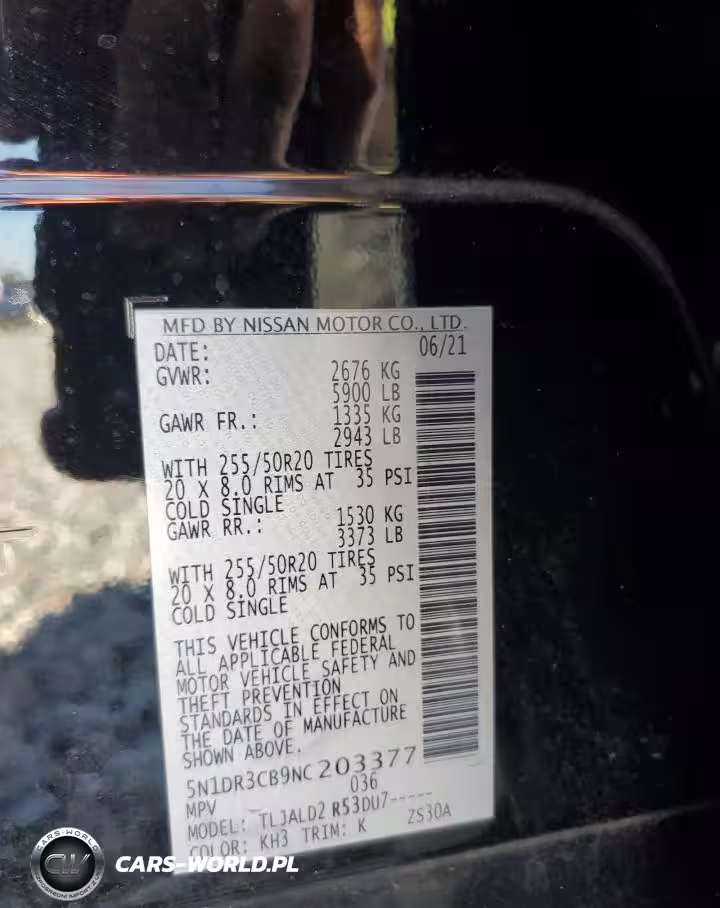 MFD BY NISSAN MOTOR CO., LTD.
DATE: 06/21
GVWR: 2676 KG
5900 LB
GAWR FR.: 1335 KG
2943 LB
WITH 255/50R20 TIRES
20 X 8.0 RIMS AT 35 PSI
COLD SINGLE
GAWR RR.: 1530 KG
3373 LB
WITH 255/50R20 TIRES
20 X 8.0 RIMS AT 35 PSI
COLD SINGLE
THIS VEHICLE CONFORMS TO
ALL APPLICABLE FEDERAL
MOTOR VEHICLE SAFETY AND
THEFT PREVENTION
STANDARDS IN EFFECT ON
THE DATE OF MANUFACTURE
SHOWN ABOVE.
5N1DR3CB9NC203377
MPV 036
MODEL: TLJALD2 R53DU7-----
COLOR: KH3 TRIM: K ZS30A
CARS-WORLD
CW
CARS-WORLD.PL